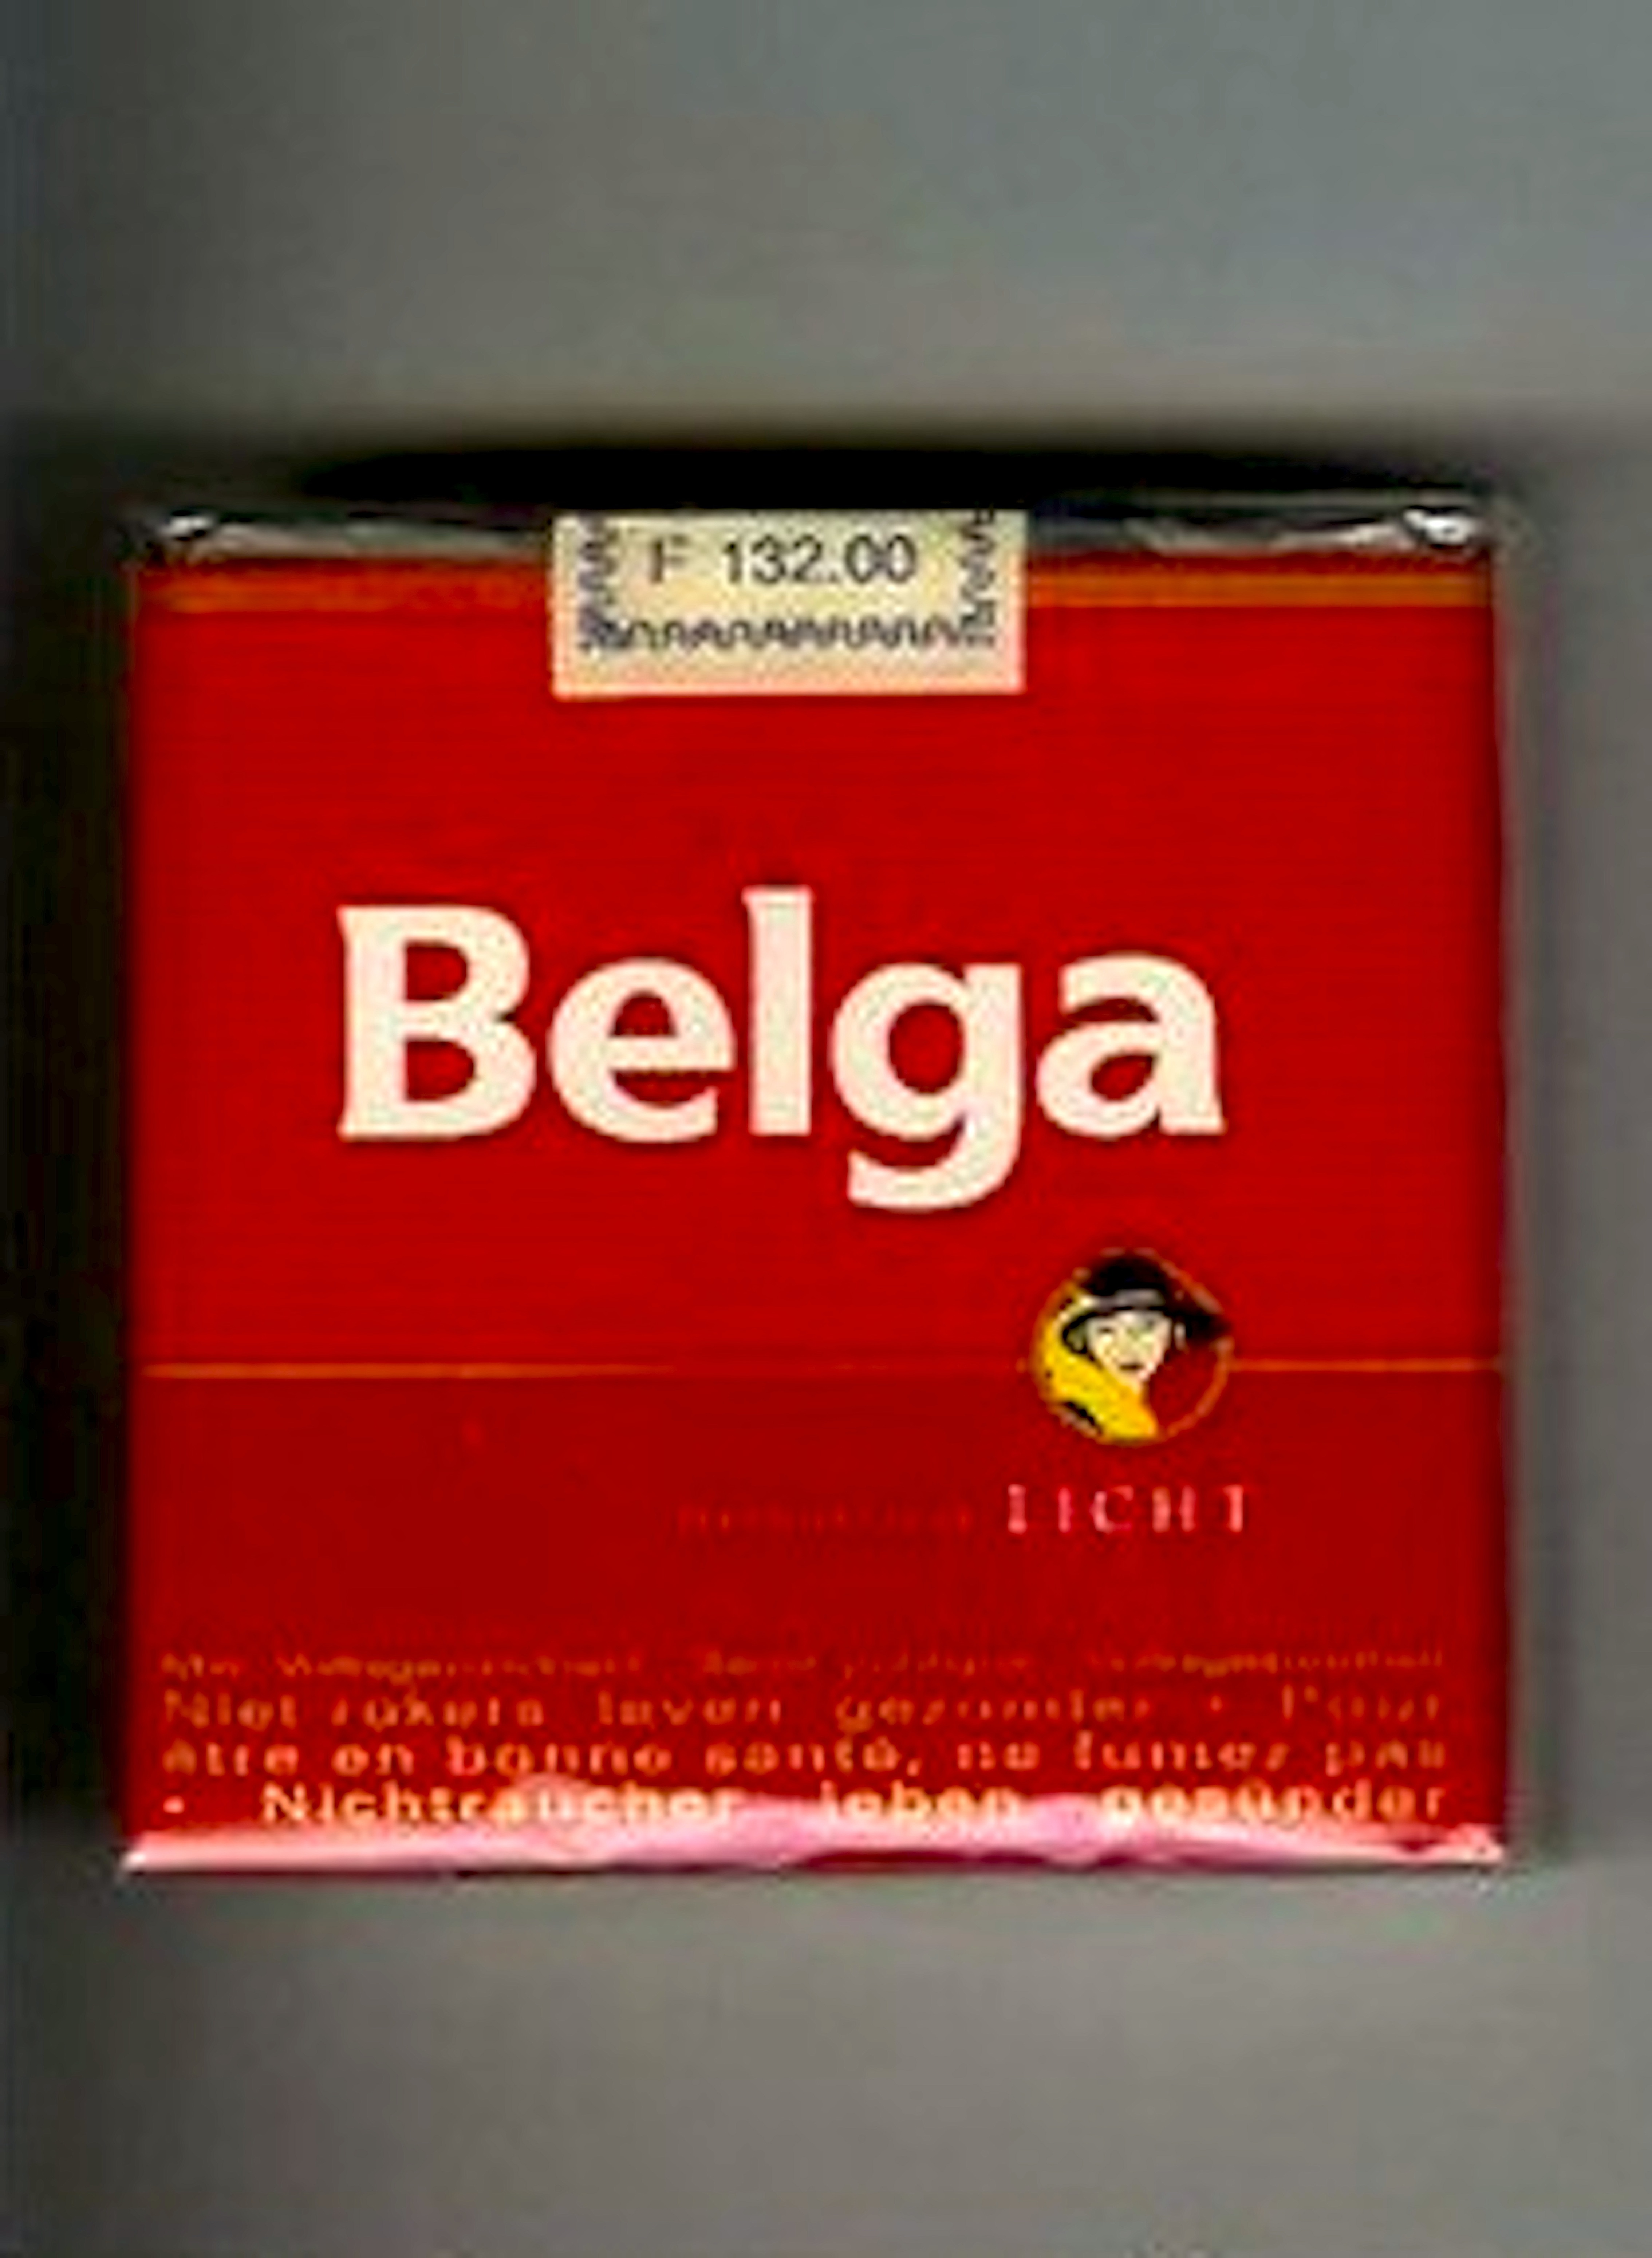 F 132.00
Belga
LICHT
Niet rokers leven gezonder • Pour
être en bonne santé, ne fumez pas
• Nichtraucher leben gesünder